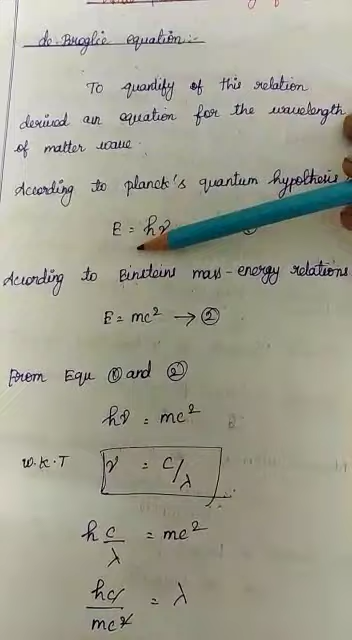 de-Broglie equation:-
To quantify of this relation
derived an equation for the wavelength
of matter wave.
According to planck's quantum hypothesis
E = hν
According to Einsteins mass-energy relations
E = mc² → ②
From Equ ① and ②
hν = mc²
w.k.T ν = c/λ
h c/λ = mc²
hc/mc² = λ